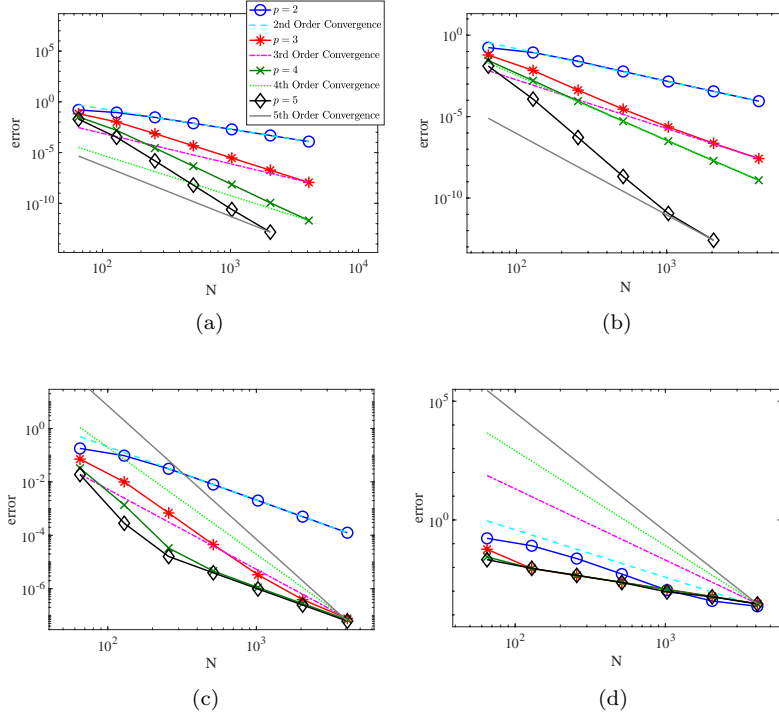 10^5
10^0
10^-5
10^-10
error
10^2
10^3
10^4
N
p = 2
2nd Order Convergence
p = 3
3rd Order Convergence
p = 4
4th Order Convergence
p = 5
5th Order Convergence
(a)
10^0
10^-5
10^-10
error
10^2
10^3
N
(b)
10^0
10^-2
10^-4
10^-6
error
10^2
10^3
N
(c)
10^5
10^0
error
10^2
10^3
N
(d)